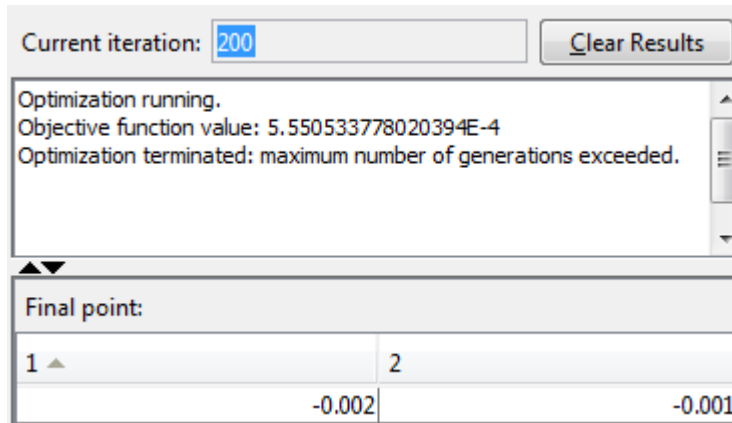 Current iteration: 200 Clear Results
Optimization running.
Objective function value: 5.550533778020394E-4
Optimization terminated: maximum number of generations exceeded.
Final point:
1 2
-0.002 -0.001